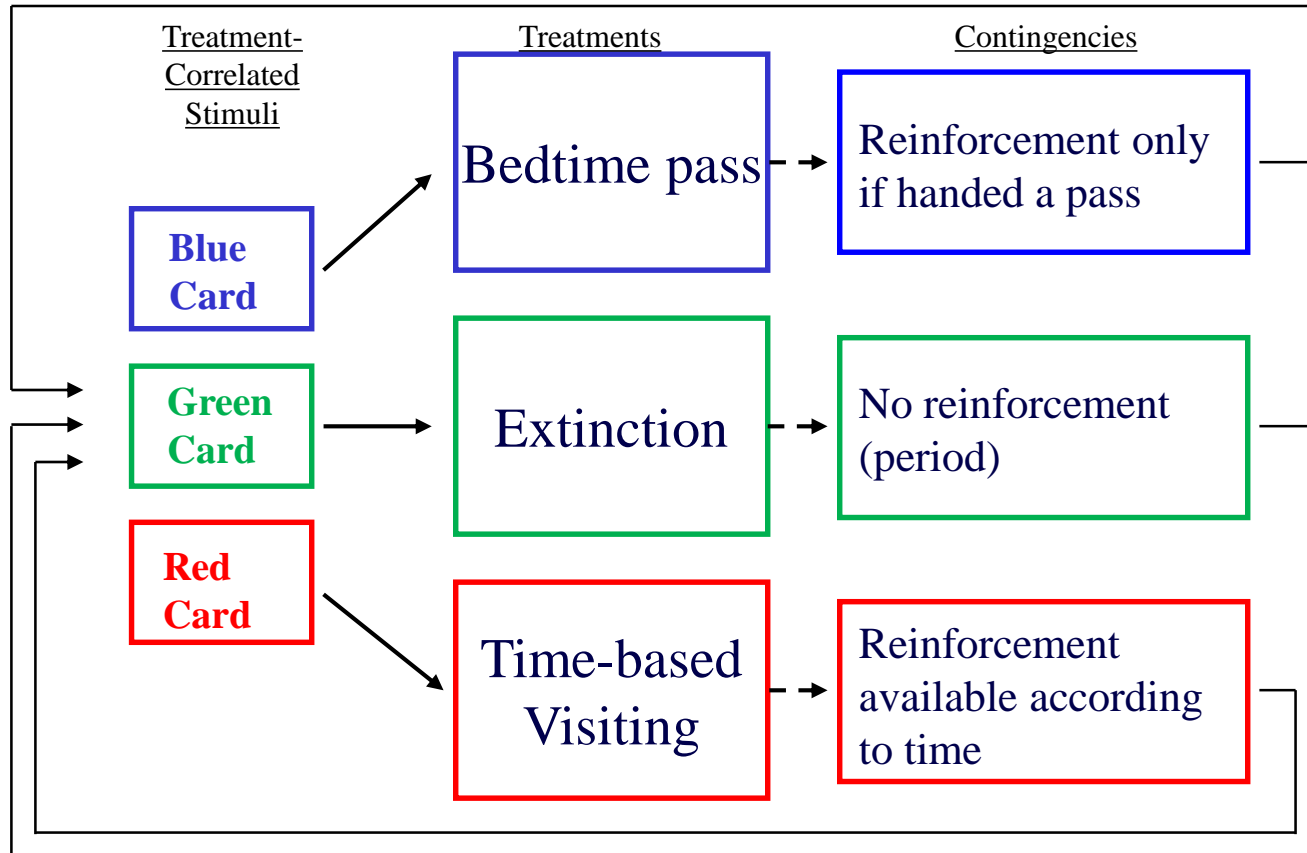 Treatment-
Correlated
Stimuli
Treatments
Contingencies
Blue
Card
Bedtime pass
Reinforcement only
if handed a pass
Green
Card
Extinction
No reinforcement
(period)
Red
Card
Time-based
Visiting
Reinforcement
available according
to time